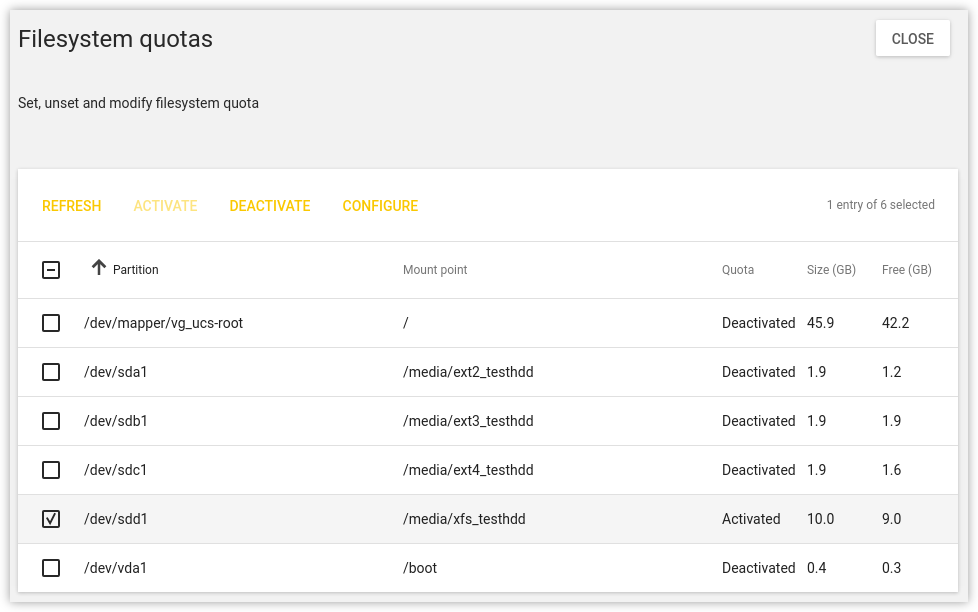 Filesystem quotas
CLOSE
Set, unset and modify filesystem quota
REFRESH ACTIVATE DEACTIVATE CONFIGURE 1 entry of 6 selected
Partition Mount point Quota Size (GB) Free (GB)
/dev/mapper/vg_ucs-root / Deactivated 45.9 42.2
/dev/sda1 /media/ext2_testhdd Deactivated 1.9 1.2
/dev/sdb1 /media/ext3_testhdd Deactivated 1.9 1.9
/dev/sdc1 /media/ext4_testhdd Deactivated 1.9 1.6
/dev/sdd1 /media/xfs_testhdd Activated 10.0 9.0
/dev/vda1 /boot Deactivated 0.4 0.3